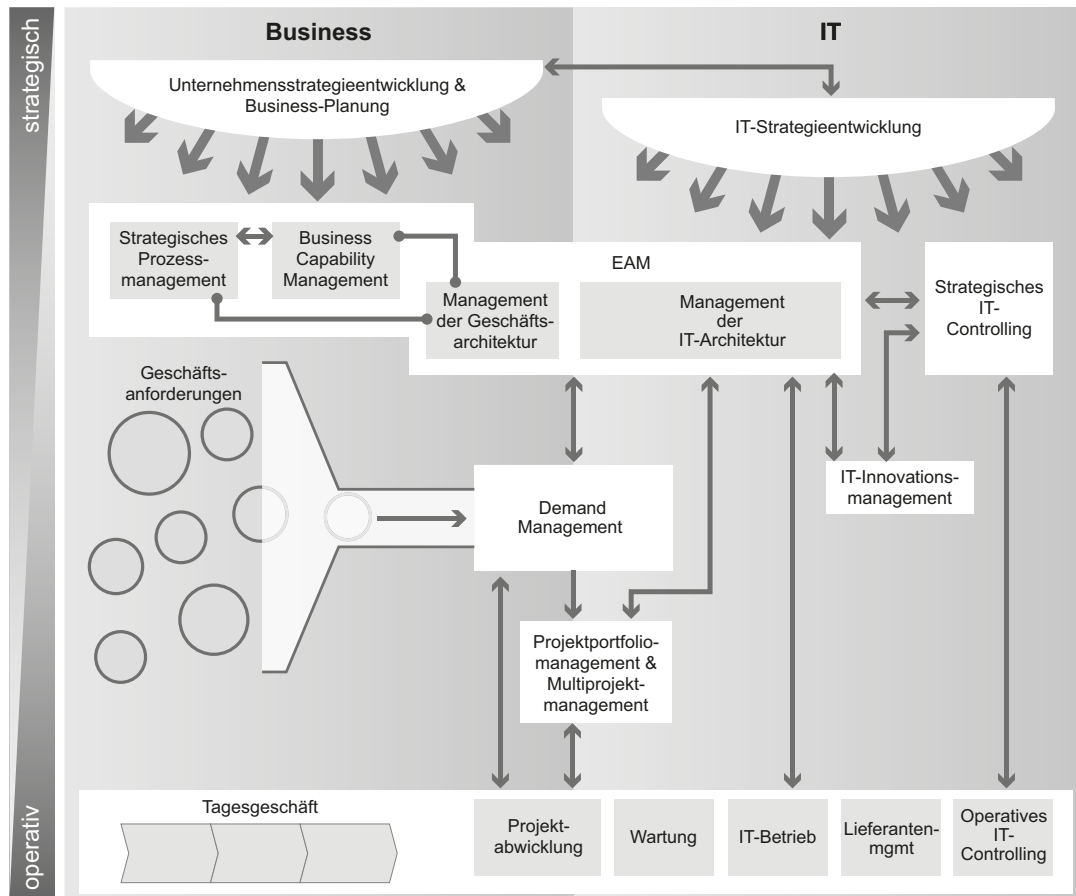 strategisch
Business
IT
Unternehmensstrategieentwicklung &
Business-Planung
IT-Strategieentwicklung
Strategisches
Prozess-
management
Business
Capability
Management
EAM
Management
der Geschäfts-
architektur
Management
der
IT-Architektur
Strategisches
IT-
Controlling
Geschäfts-
anforderungen
IT-Innovations-
management
Demand
Management
Projektportfolio-
management &
Multiprojekt-
management
operativ
Tagesgeschäft
Projekt-
abwicklung
Wartung
IT-Betrieb
Lieferanten-
mgmt
Operatives
IT-
Controlling